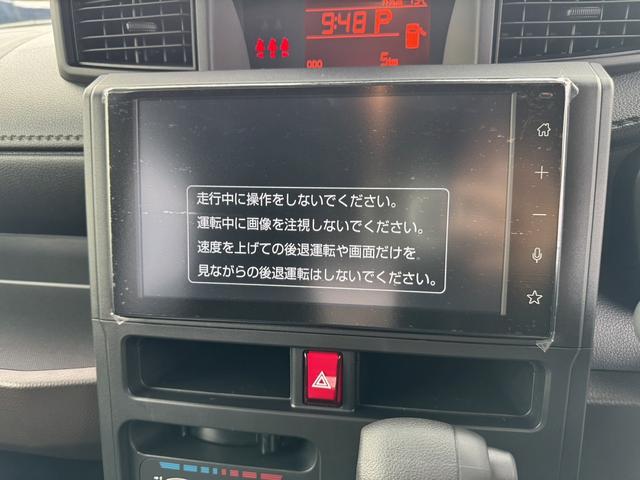 9:48 P
ODO 5km
走行中に操作をしないでください。
運転中に画像を注視しないでください。
速度を上げての後退運転や画面だけを
見ながらの後退運転はしないでください。